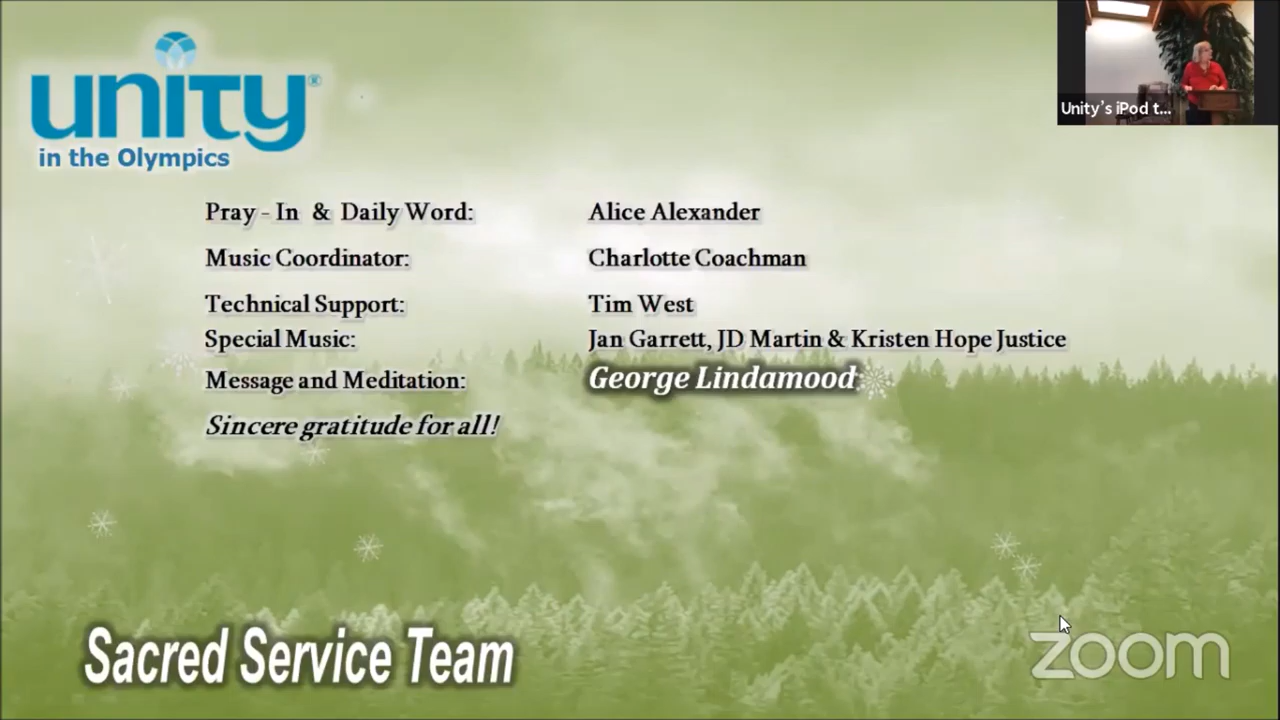 unity®
in the Olympics
Unity's iPod t...
Pray - In & Daily Word: Alice Alexander
Music Coordinator: Charlotte Coachman
Technical Support: Tim West
Special Music: Jan Garrett, JD Martin & Kristen Hope Justice
Message and Meditation: George Lindamood
Sincere gratitude for all!
Sacred Service Team
zoom